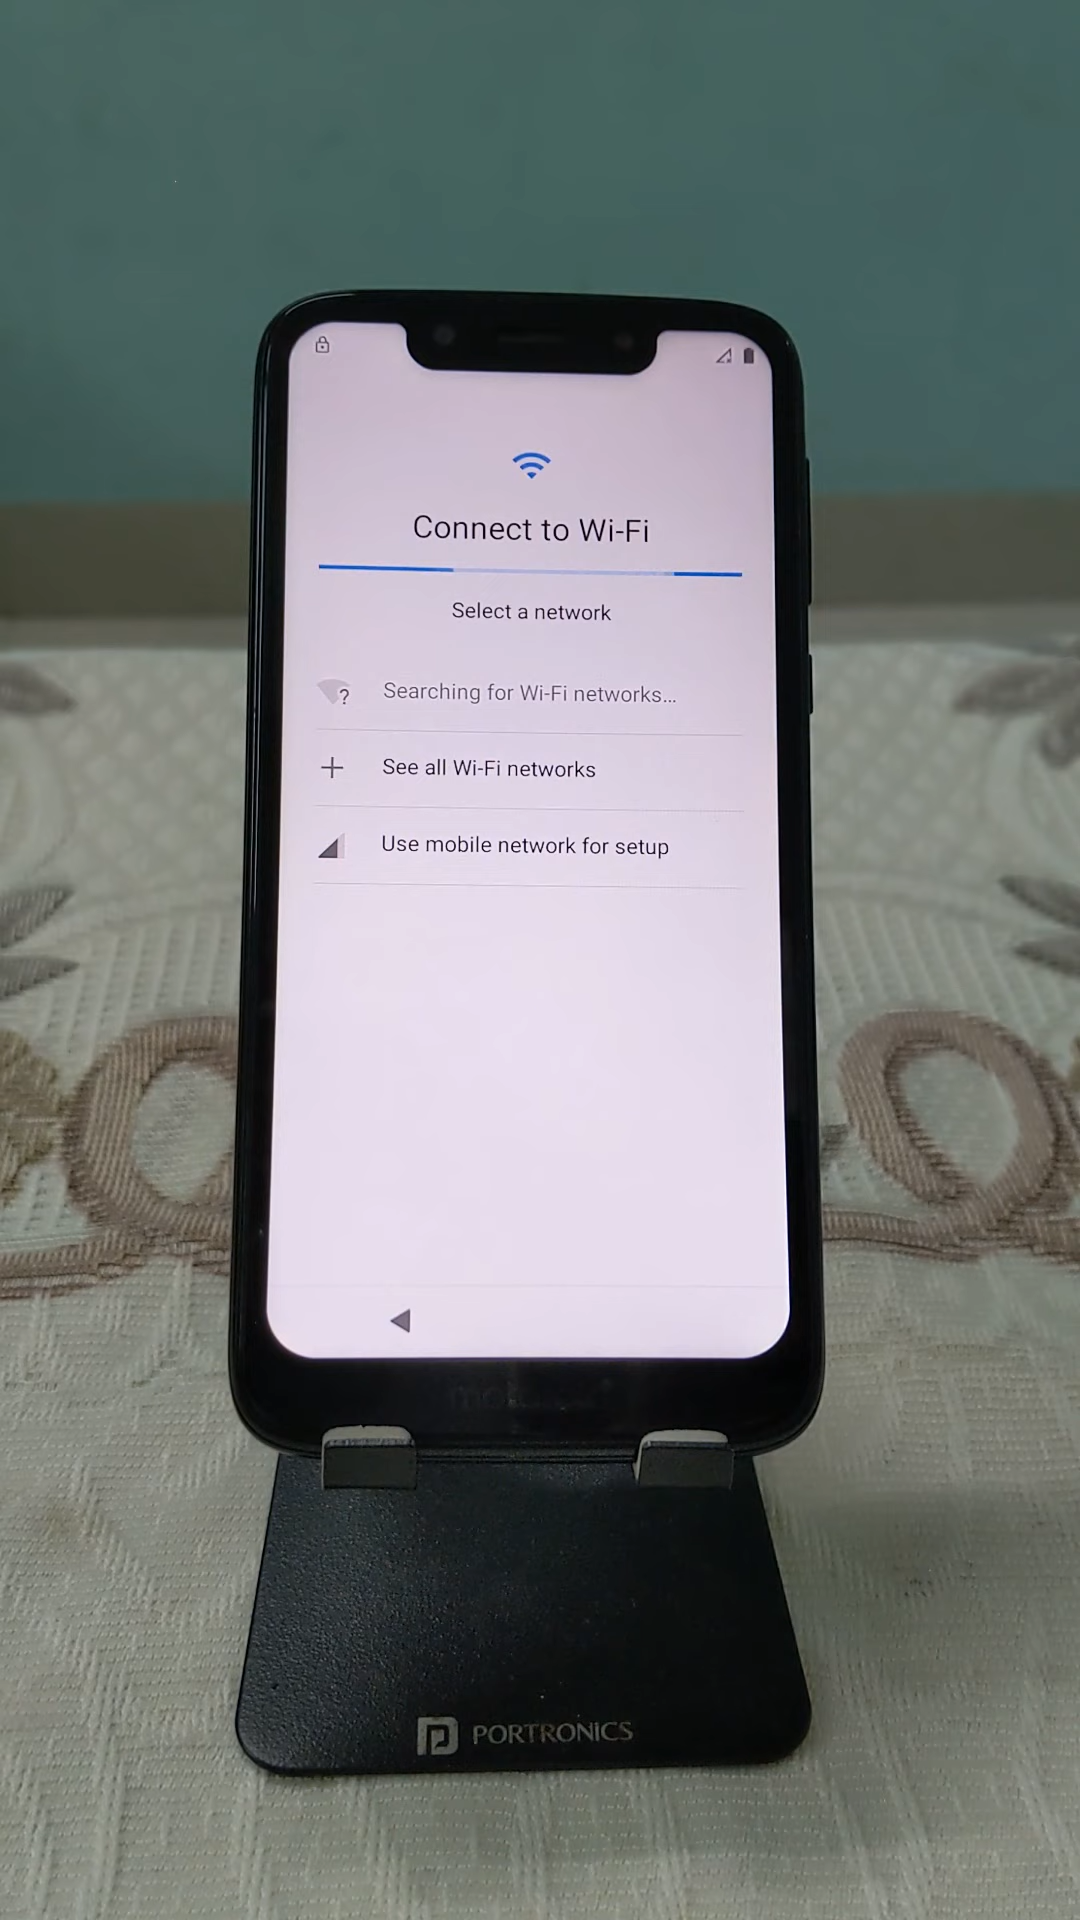 Connect to Wi-Fi
Select a network
?
Searching for Wi-Fi networks...
See all Wi-Fi networks
Use mobile network for setup
PORTRONICS